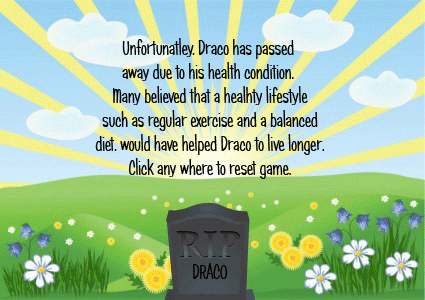 Unfortunatley, Draco has passed
away due to his health condition.
Many believed that a healhty lifestyle
such as regular exercise and a balanced
diet, would have helped Draco to live longer.
Click any where to reset game.
RIP
DRACO